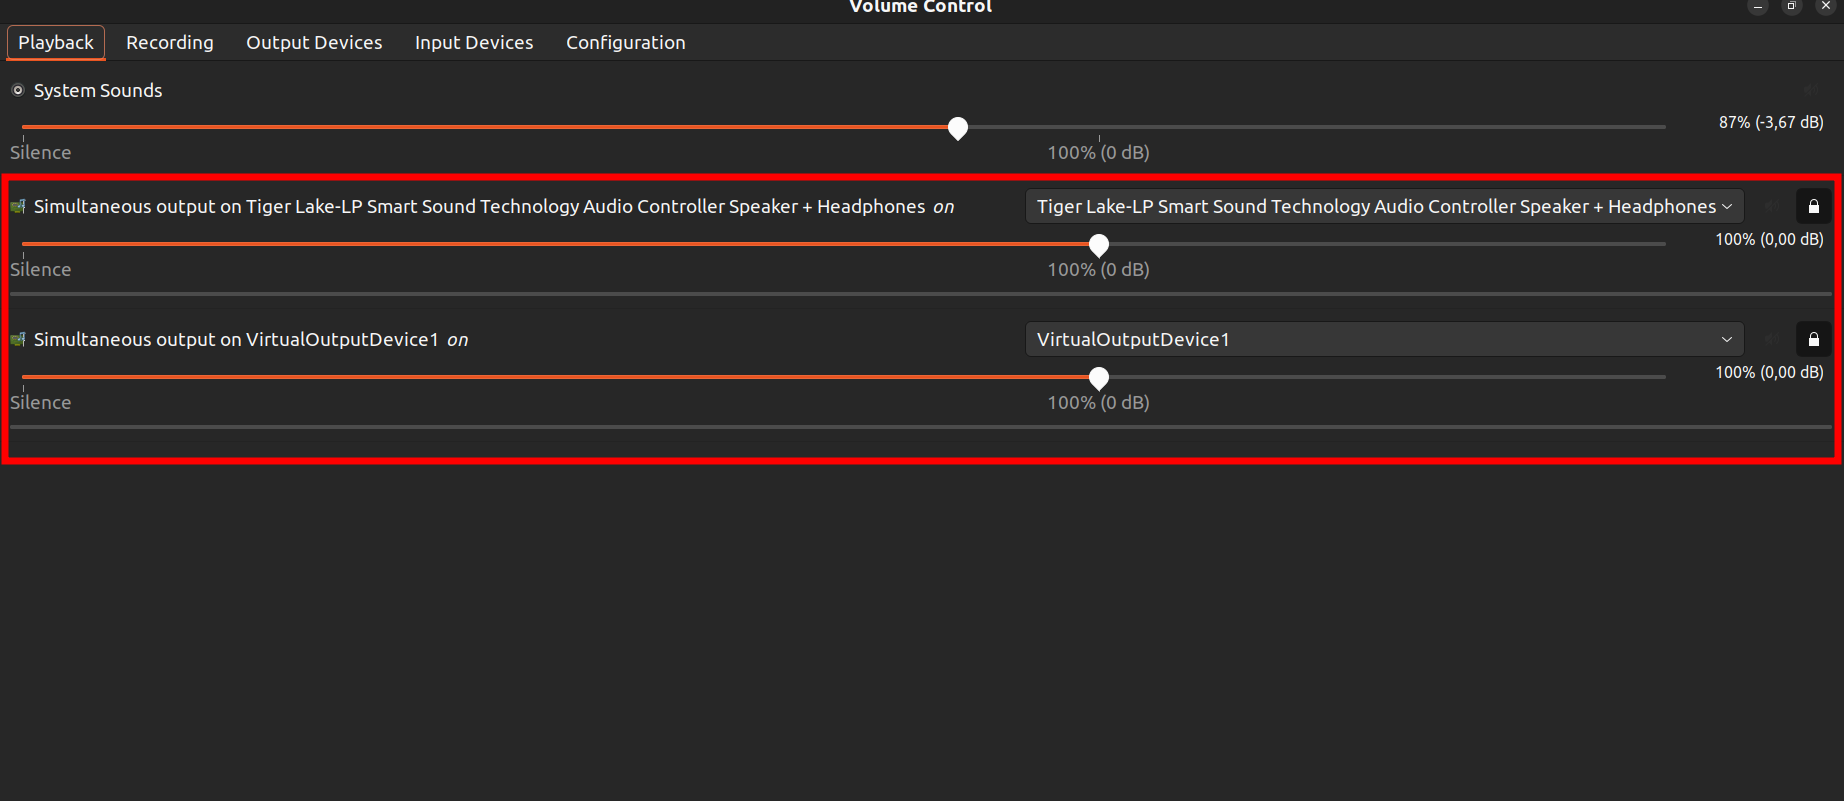 Volume Control
Playback Recording Output Devices Input Devices Configuration
System Sounds
87% (-3,67 dB)
Silence 100% (0 dB)
Simultaneous output on Tiger Lake-LP Smart Sound Technology Audio Controller Speaker + Headphones on Tiger Lake-LP Smart Sound Technology Audio Controller Speaker + Headphones
100% (0,00 dB)
Silence 100% (0 dB)
Simultaneous output on VirtualOutputDevice1 on VirtualOutputDevice1
100% (0,00 dB)
Silence 100% (0 dB)